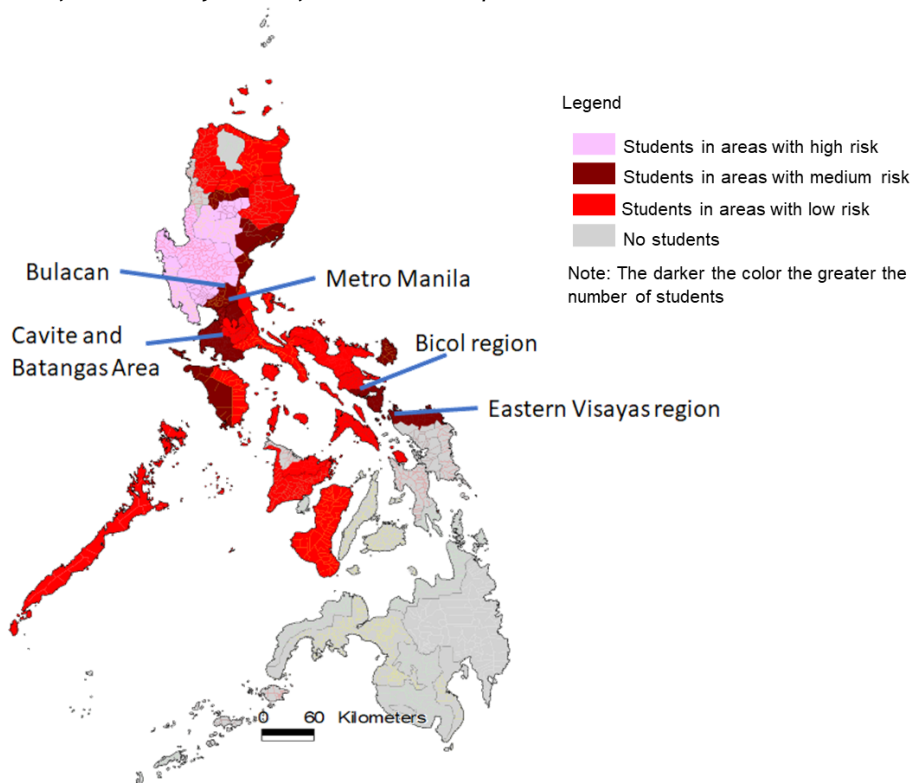 Legend
Students in areas with high risk
Students in areas with medium risk
Students in areas with low risk
No students
Note: The darker the color the greater the
number of students
Bulacan
Metro Manila
Cavite and
Batangas Area
Bicol region
Eastern Visayas region
0 60 Kilometers